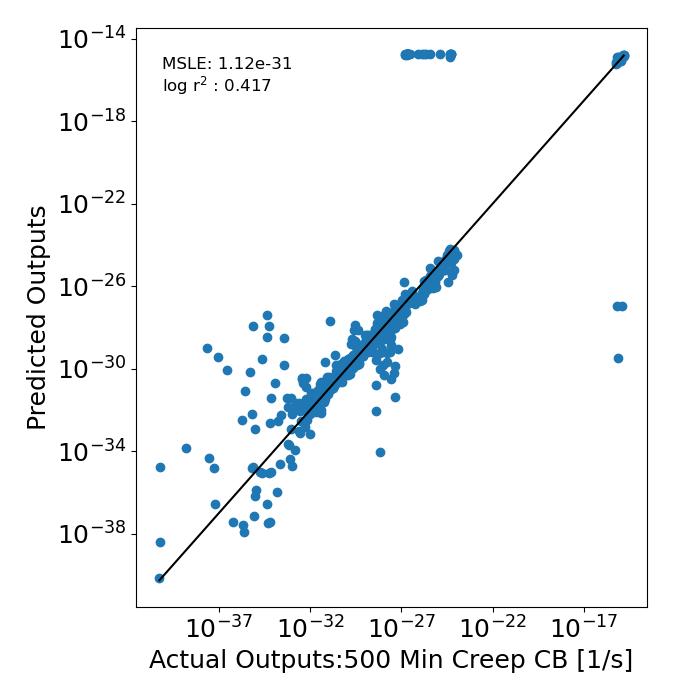 10⁻¹⁴
MSLE: 1.12e-31
log r² : 0.417
10⁻¹⁸
10⁻²²
10⁻²⁶
10⁻³⁰
10⁻³⁴
10⁻³⁸
Predicted Outputs
10⁻³⁷ 10⁻³² 10⁻²⁷ 10⁻²² 10⁻¹⁷
Actual Outputs:500 Min Creep CB [1/s]